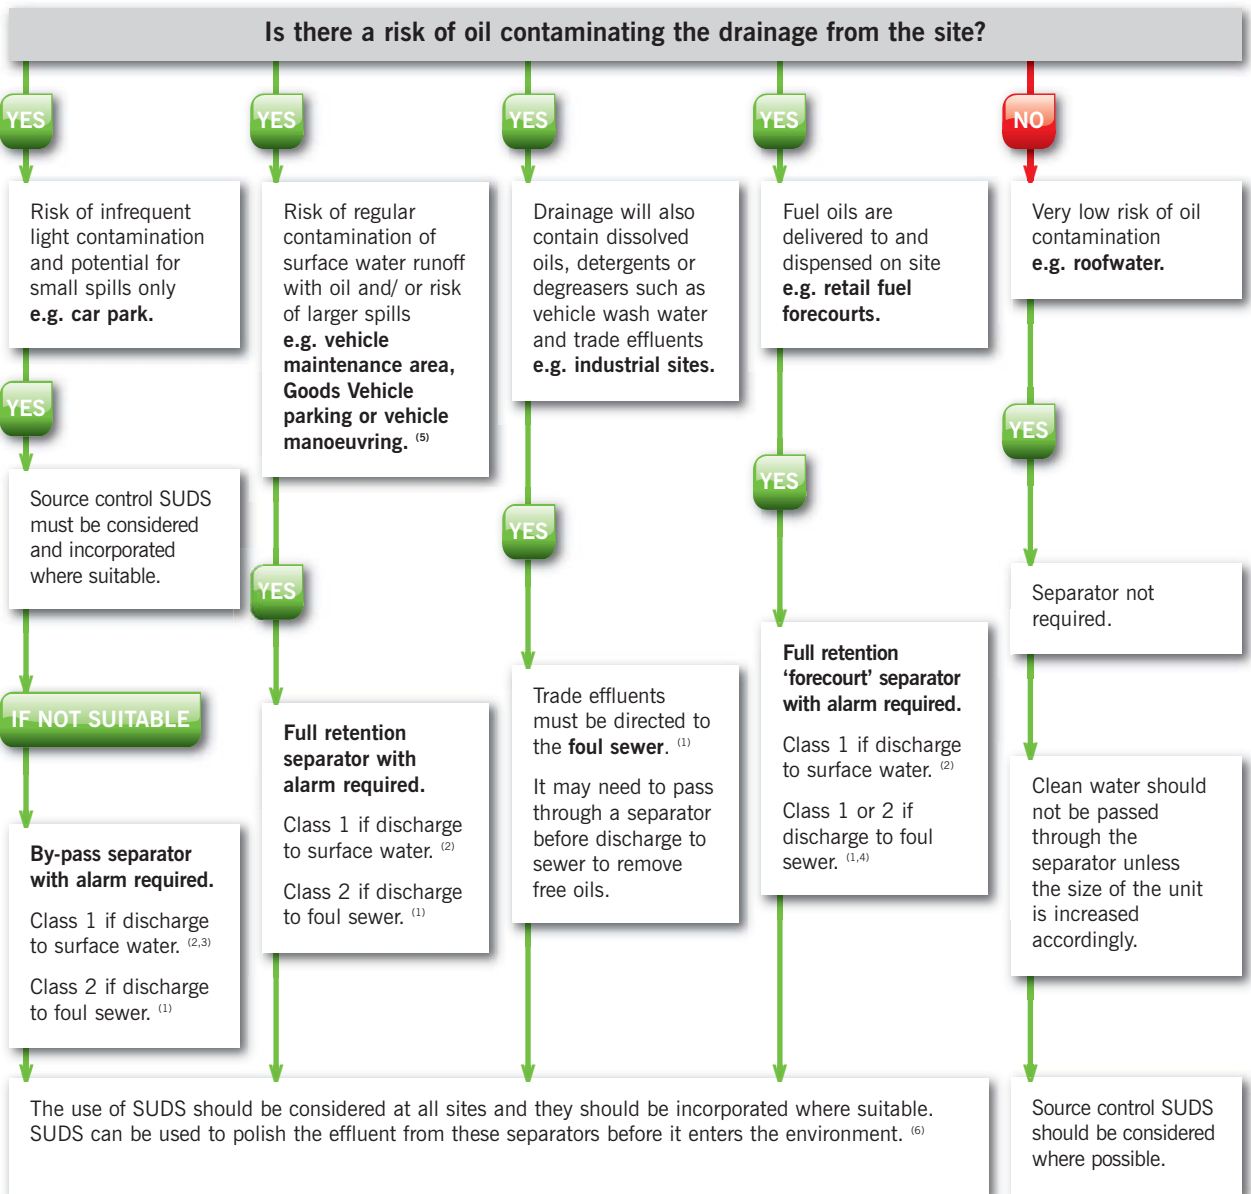 Is there a risk of oil contaminating the drainage from the site?
YES
Risk of infrequent
light contamination
and potential for
small spills only
e.g. car park.
YES
Source control SUDS
must be considered
and incorporated
where suitable.
IF NOT SUITABLE
By-pass separator
with alarm required.
Class 1 if discharge
to surface water. (2,3)
Class 2 if discharge
to foul sewer. (1)
YES
Risk of regular
contamination of
surface water runoff
with oil and/ or risk
of larger spills
e.g. vehicle
maintenance area,
Goods Vehicle
parking or vehicle
manoeuvring. (5)
YES
Full retention
separator with
alarm required.
Class 1 if discharge
to surface water. (2)
Class 2 if discharge
to foul sewer. (1)
YES
Drainage will also
contain dissolved
oils, detergents or
degreasers such as
vehicle wash water
and trade effluents
e.g. industrial sites.
YES
Trade effluents
must be directed to
the foul sewer. (1)
It may need to pass
through a separator
before discharge to
sewer to remove
free oils.
YES
Fuel oils are
delivered to and
dispensed on site
e.g. retail fuel
forecourts.
YES
Full retention
‘forecourt’ separator
with alarm required.
Class 1 if discharge
to surface water. (2)
Class 1 or 2 if
discharge to foul
sewer. (1,4)
NO
Very low risk of oil
contamination
e.g. roofwater.
YES
Separator not
required.
Clean water should
not be passed
through the
separator unless
the size of the unit
is increased
accordingly.
The use of SUDS should be considered at all sites and they should be incorporated where suitable.
SUDS can be used to polish the effluent from these separators before it enters the environment. (6)
Source control SUDS
should be considered
where possible.